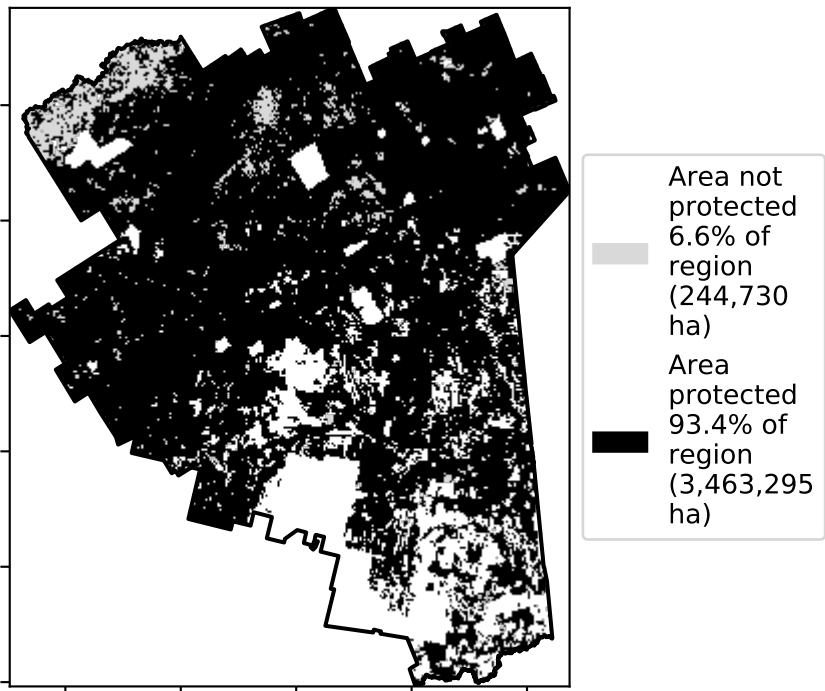 Area not
protected
6.6% of
region
(244,730
ha)
Area
protected
93.4% of
region
(3,463,295
ha)